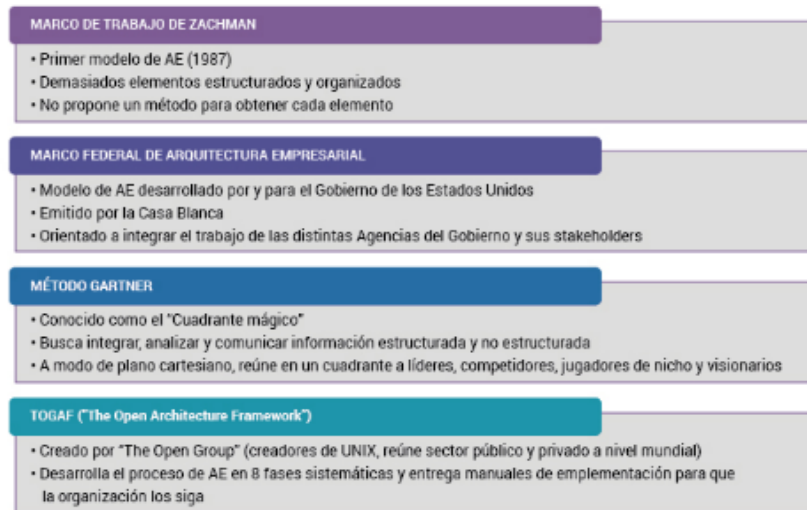 MARCO DE TRABAJO DE ZACHMAN
• Primer modelo de AE (1987)
• Demasiados elementos estructurados y organizados
• No propone un método para obtener cada elemento
MARCO FEDERAL DE ARQUITECTURA EMPRESARIAL
• Modelo de AE desarrollado por y para el Gobierno de los Estados Unidos
• Emitido por la Casa Blanca
• Orientado a integrar el trabajo de las distintas Agencias del Gobierno y sus stakeholders
MÉTODO GARTNER
• Conocido como el "Cuadrante mágico"
• Busca integrar, analizar y comunicar información estructurada y no estructurada
• A modo de plano cartesiano, reúne en un cuadrante a líderes, competidores, jugadores de nicho y visionarios
TOGAF ("The Open Architecture Framework")
• Creado por "The Open Group" (creadores de UNIX, reúne sector público y privado a nivel mundial)
• Desarrolla el proceso de AE en 8 fases sistemáticas y entrega manuales de emplementación para que
la organización los siga